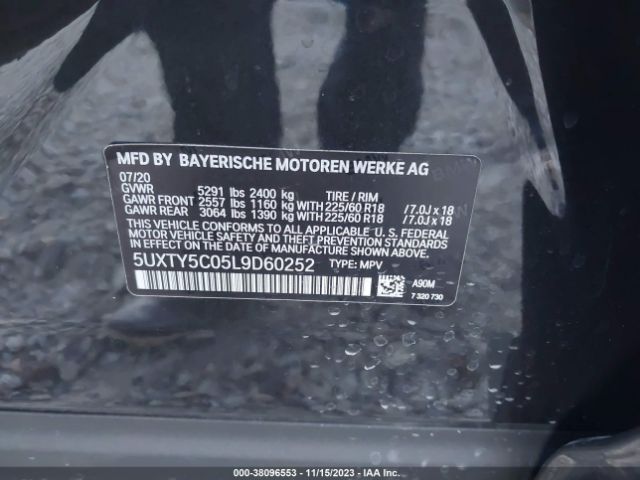 MFD BY BAYERISCHE MOTOREN WERKE AG
07/20
GVWR 5291 lbs 2400 kg TIRE / RIM
GAWR FRONT 2557 lbs 1160 kg WITH 225/60 R18 / 7.0J x 18
GAWR REAR 3064 lbs 1390 kg WITH 225/60 R18 / 7.0J x 18
THIS VEHICLE CONFORMS TO ALL APPLICABLE U. S. FEDERAL
MOTOR VEHICLE SAFETY AND THEFT PREVENTION STANDARDS
IN EFFECT ON THE DATE OF MANUFACTURE SHOWN ABOVE.
5UXTY5C05L9D60252 TYPE: MPV
A90M
7 320 730
000-38096553 - 11/15/2023 - IAAI.com